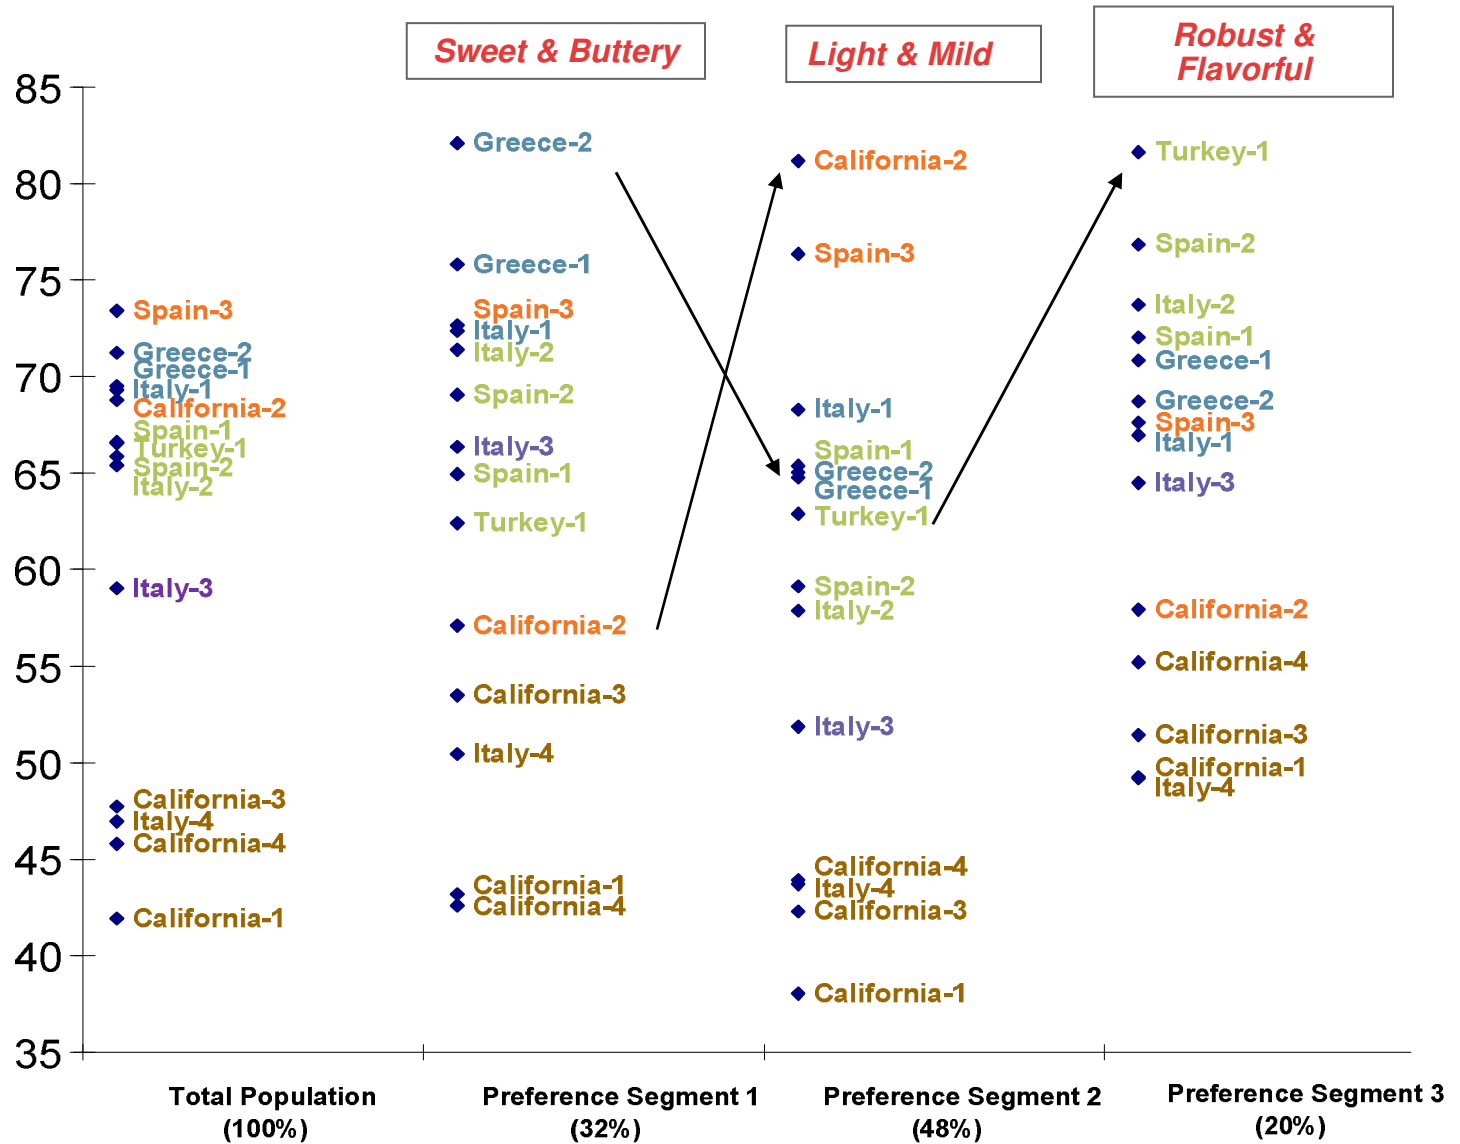 Sweet & Buttery
Light & Mild
Robust &
Flavorful
85
80
75
70
65
60
55
50
45
40
35
Spain-3
Greece-2
Greece-1
Italy-1
California-2
Spain-1
Turkey-1
Spain-2
Italy-2
Italy-3
California-3
Italy-4
California-4
California-1
Greece-2
Greece-1
Spain-3
Italy-1
Italy-2
Spain-2
Italy-3
Spain-1
Turkey-1
California-2
California-3
Italy-4
California-1
California-4
California-2
Spain-3
Italy-1
Spain-1
Greece-2
Greece-1
Turkey-1
Spain-2
Italy-2
Italy-3
California-4
Italy-4
California-3
California-1
Turkey-1
Spain-2
Italy-2
Spain-1
Greece-1
Greece-2
Spain-3
Italy-1
Italy-3
California-2
California-4
California-3
California-1
Italy-4
Total Population
(100%)
Preference Segment 1
(32%)
Preference Segment 2
(48%)
Preference Segment 3
(20%)